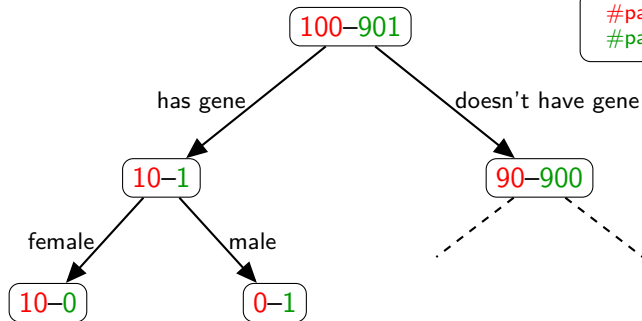 100–901
#pa
#pa
has gene
doesn't have gene
10–1
90–900
female
male
10–0
0–1